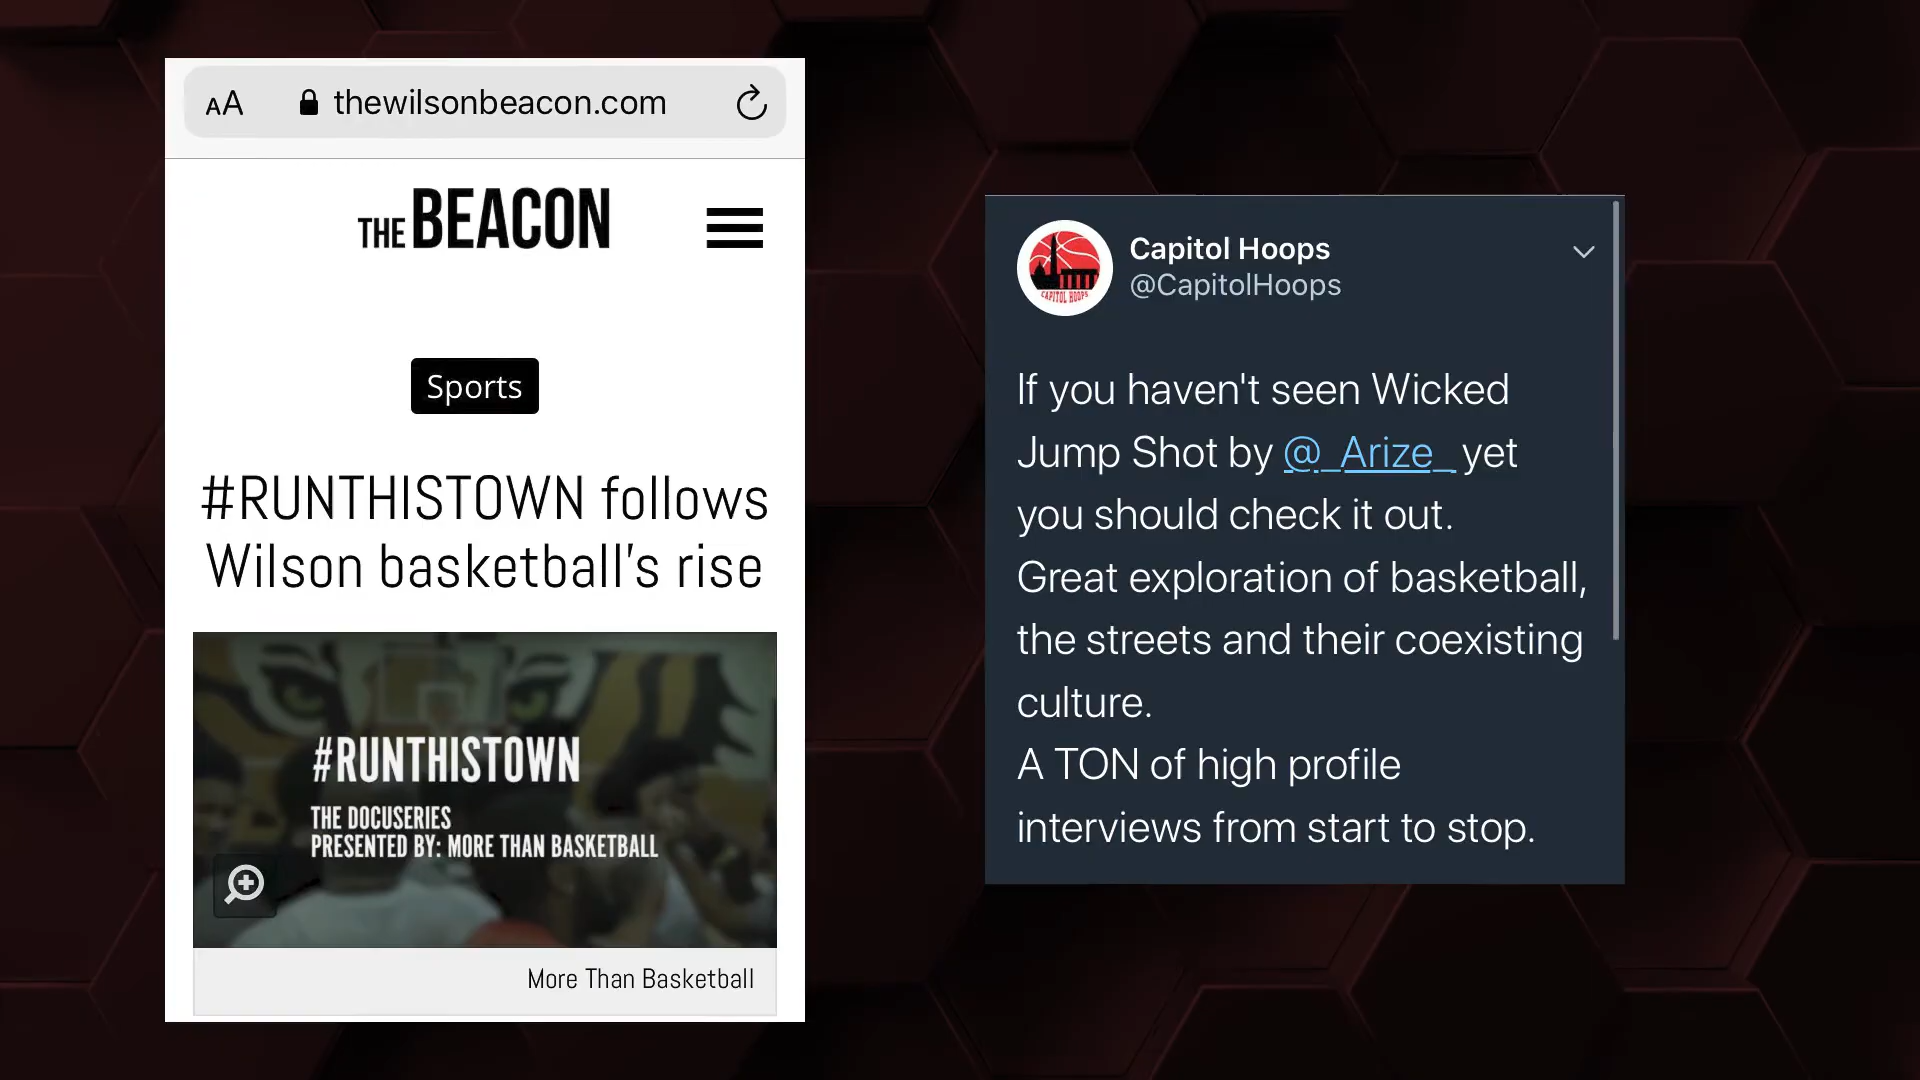 AA
thewilsonbeacon.com
THE BEACON
Sports
#RUNTHISTOWN follows
Wilson basketball's rise
#RUNTHISTOWN
THE DOCUSERIES
PRESENTED BY: MORE THAN BASKETBALL
More Than Basketball
CAPITOL HOOPS
Capitol Hoops
@CapitolHoops
If you haven't seen Wicked
Jump Shot by @_Arize_ yet
you should check it out.
Great exploration of basketball,
the streets and their coexisting
culture.
A TON of high profile
interviews from start to stop.